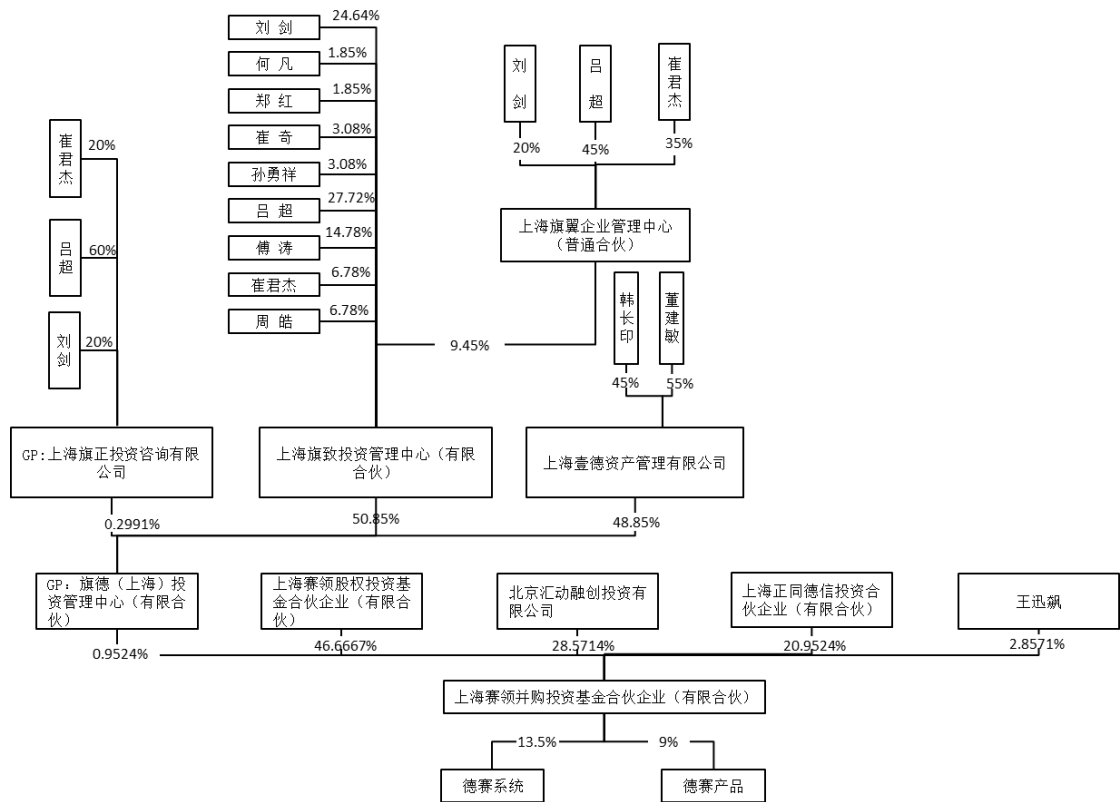 刘 剑
24.64%
何 凡
1.85%
郑 红
1.85%
崔 奇
3.08%
孙勇祥
3.08%
吕 超
27.72%
傅 涛
14.78%
崔君杰
6.78%
周 皓
6.78%
刘 剑
20%
吕 超
45%
崔君杰
35%
上海旗翼企业管理中心
（普通合伙）
9.45%
崔君杰
20%
吕超
60%
刘剑
20%
韩长印
45%
董建敏
55%
GP:上海旗正投资咨询有限
公司
上海旗致投资管理中心（有限
合伙）
上海壹德资产管理有限公司
0.2991%
50.85%
48.85%
GP：旗德（上海）投
资管理中心（有限合
伙）
上海赛领股权投资基
金合伙企业（有限合
伙）
北京汇动融创投资有
限公司
上海正同德信投资合
伙企业（有限合伙）
王迅飙
0.9524%
46.6667%
28.5714%
20.9524%
2.8571%
上海赛领并购投资基金合伙企业（有限合伙）
13.5%
9%
德赛系统
德赛产品